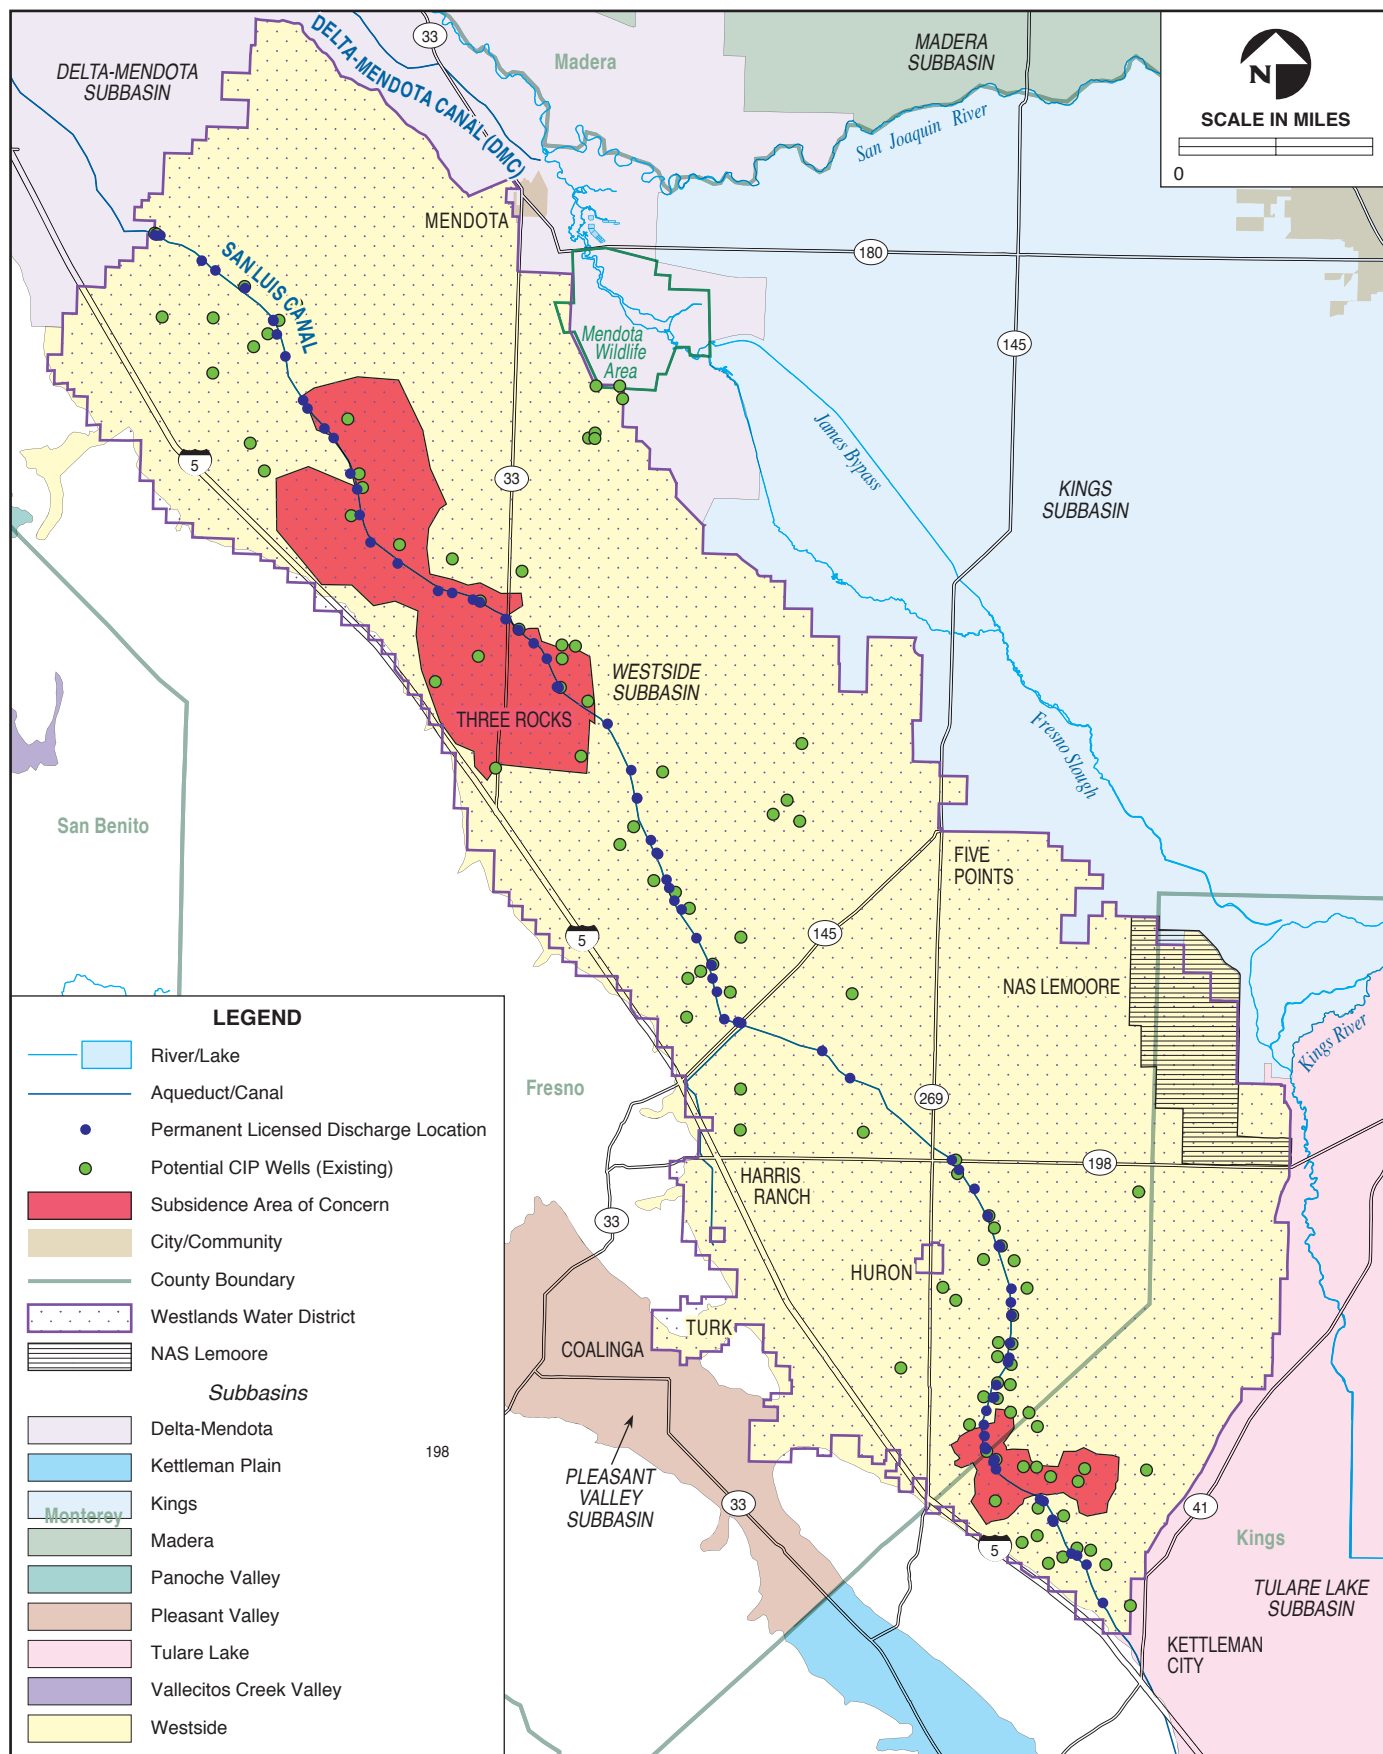 DELTA-MENDOTA
SUBBASIN
DELTA-MENDOTA CANAL (DMC)
33
Madera
MADERA
SUBBASIN
N
SCALE IN MILES
0
San Joaquin River
MENDOTA
180
SAN LUIS CANAL
Mendota
Wildlife
Area
145
James Bypass
5
33
KINGS
SUBBASIN
WESTSIDE
SUBBASIN
THREE ROCKS
Fresno Slough
San Benito
FIVE
POINTS
145
5
NAS LEMOORE
Kings River
Fresno
269
198
HARRIS
RANCH
33
HURON
TURK
COALINGA
PLEASANT
VALLEY
SUBBASIN
33
41
5
Kings
TULARE LAKE
SUBBASIN
KETTLEMAN
CITY
LEGEND
River/Lake
Aqueduct/Canal
Permanent Licensed Discharge Location
Potential CIP Wells (Existing)
Subsidence Area of Concern
City/Community
County Boundary
Westlands Water District
NAS Lemoore
Subbasins
Delta-Mendota
198
Kettleman Plain
Kings
Monterey
Madera
Panoche Valley
Pleasant Valley
Tulare Lake
Vallecitos Creek Valley
Westside